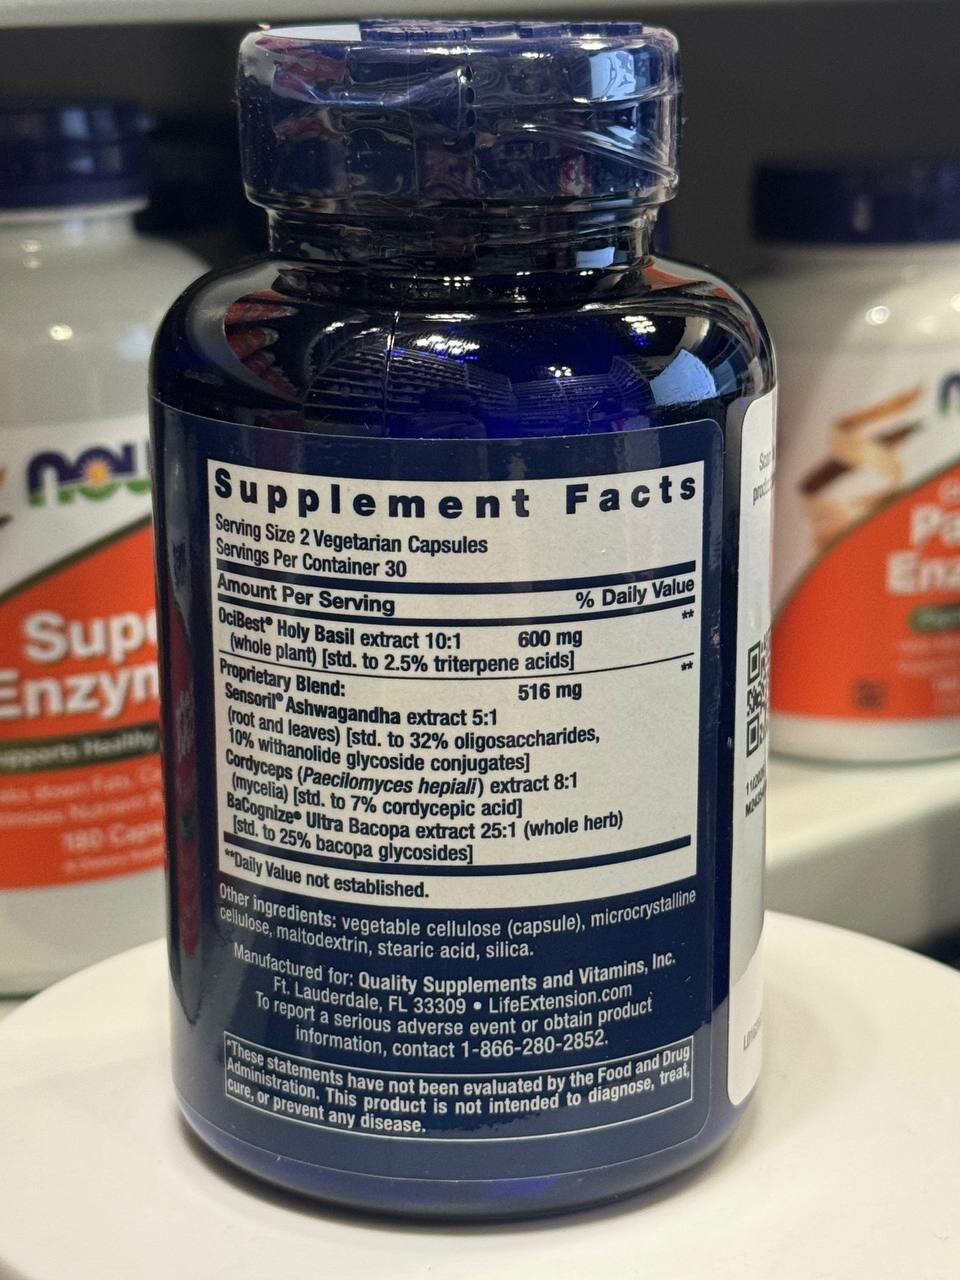 Supplement Facts
Serving Size 2 Vegetarian Capsules
Servings Per Container 30
Amount Per Serving % Daily Value
OciBest® Holy Basil extract 10:1 600 mg **
(whole plant) [std. to 2.5% triterpene acids]
Proprietary Blend: 516 mg **
Sensoril® Ashwagandha extract 5:1
(root and leaves) [std. to 32% oligosaccharides,
10% withanolide glycoside conjugates]
Cordyceps (Paecilomyces hepiali) extract 8:1
(mycelia) [std. to 7% cordycepic acid]
BaCognize® Ultra Bacopa extract 25:1 (whole herb)
[std. to 25% bacopa glycosides]
**Daily Value not established.
Other ingredients: vegetable cellulose (capsule), microcrystalline
cellulose, maltodextrin, stearic acid, silica.
Manufactured for: Quality Supplements and Vitamins, Inc.
Ft. Lauderdale, FL 33309 • LifeExtension.com
To report a serious adverse event or obtain product
information, contact 1-866-280-2852.
*These statements have not been evaluated by the Food and Drug
Administration. This product is not intended to diagnose, treat,
cure, or prevent any disease.
Scan
now
Supe
Enzym
Supports Healthy
180 Caps
Pa
Enz